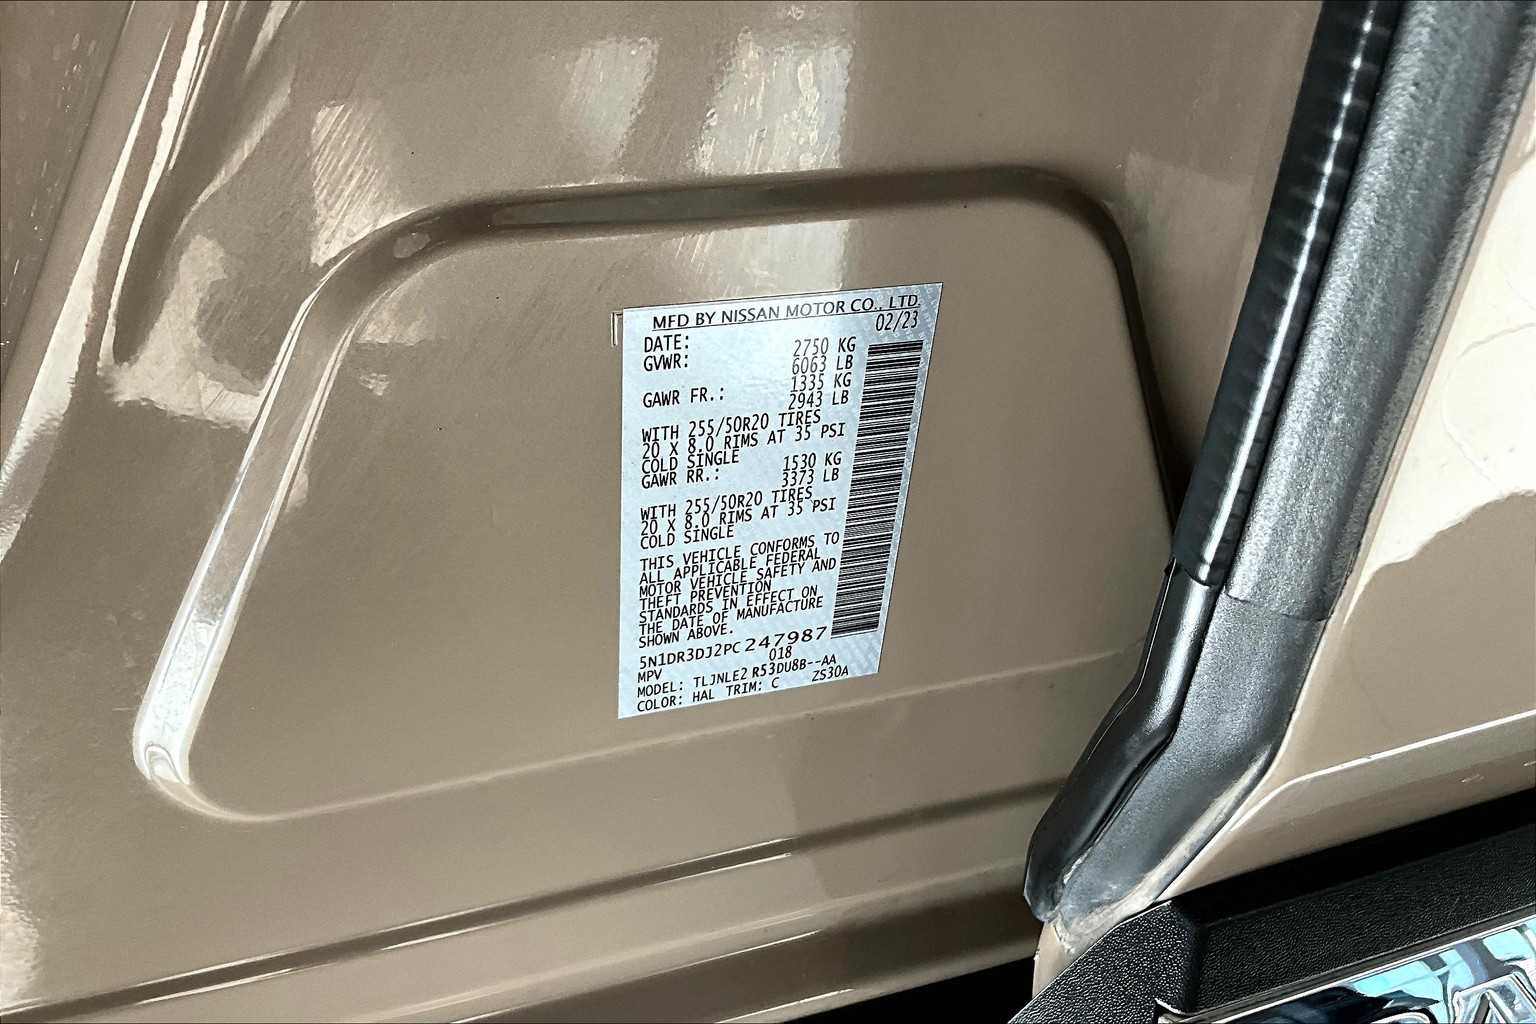 MFD BY NISSAN MOTOR CO., LTD.
DATE: 02/23
GVWR: 2750 KG
6063 LB
GAWR FR.: 1335 KG
2943 LB
WITH 255/50R20 TIRES
20 X 8.0 RIMS AT 35 PSI
COLD SINGLE
GAWR RR.: 1530 KG
3373 LB
WITH 255/50R20 TIRES
20 X 8.0 RIMS AT 35 PSI
COLD SINGLE
THIS VEHICLE CONFORMS TO
ALL APPLICABLE FEDERAL
MOTOR VEHICLE SAFETY AND
THEFT PREVENTION
STANDARDS IN EFFECT ON
THE DATE OF MANUFACTURE
SHOWN ABOVE.
5N1DR3DJ2PC247987
MPV 018
MODEL: TLJNLE2 R53DU8B--AA
COLOR: HAL TRIM: C ZS30A